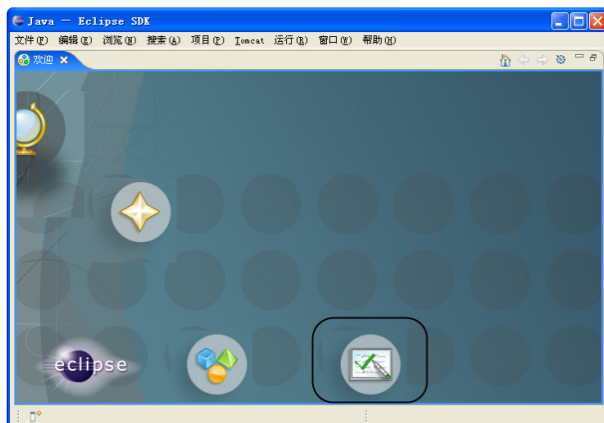 Java - Eclipse SDK
文件(F) 编辑(E) 浏览(N) 搜索(A) 项目(P) Tomcat 运行(R) 窗口(W) 帮助(H)
欢迎
eclipse